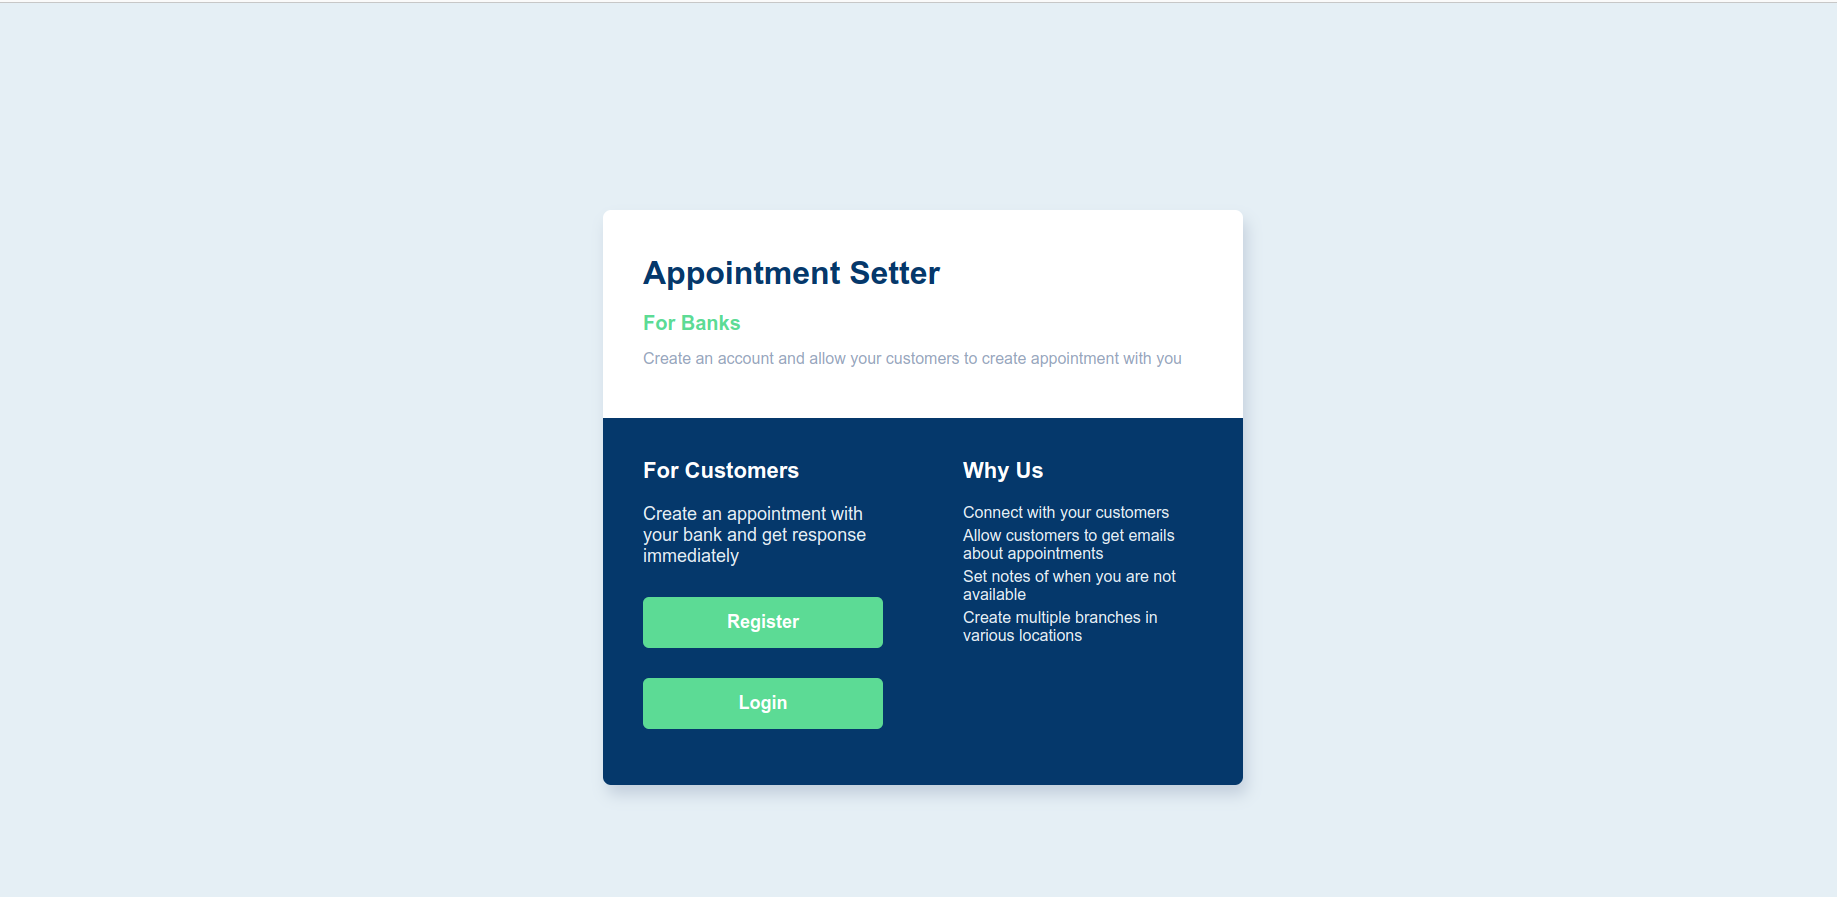 Appointment Setter
For Banks
Create an account and allow your customers to create appointment with you
For Customers
Create an appointment with
your bank and get response
immediately
Register
Login
Why Us
Connect with your customers
Allow customers to get emails
about appointments
Set notes of when you are not
available
Create multiple branches in
various locations